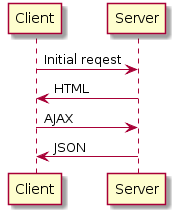 Client Server
Initial reqest
HTML
AJAX
JSON
Client Server